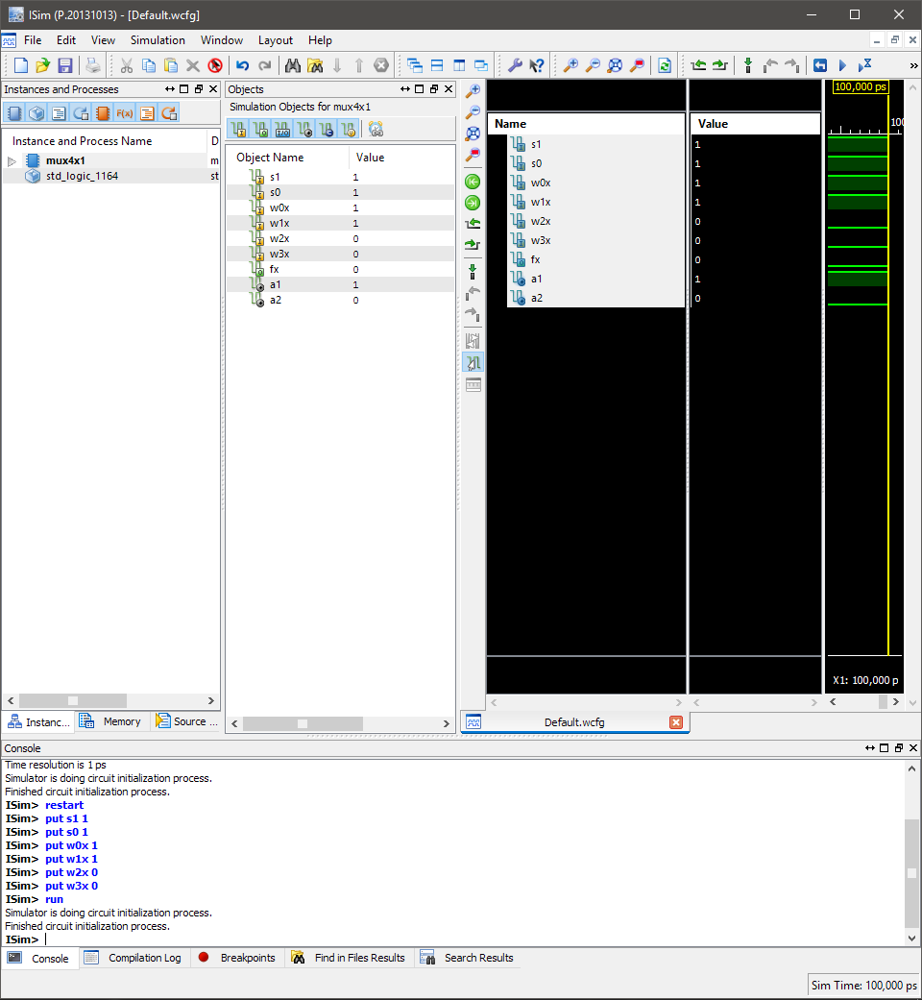 ISim (P.20131013) - [Default.wcfg]
File Edit View Simulation Window Layout Help
Instances and Processes
Instance and Process Name D
mux4x1 m
std_logic_1164 st
Instanc... Memory Source ...
Objects
Simulation Objects for mux4x1
Object Name Value
s1 1
s0 1
w0x 1
w1x 1
w2x 0
w3x 0
fx 0
a1 1
a2 0
Name Value
s1 1
s0 1
w0x 1
w1x 1
w2x 0
w3x 0
fx 0
a1 1
a2 0
100,000 ps
100
X1: 100,000 p
Default.wcfg
Console
Time resolution is 1 ps
Simulator is doing circuit initialization process.
Finished circuit initialization process.
ISim> restart
ISim> put s1 1
ISim> put s0 1
ISim> put w0x 1
ISim> put w1x 1
ISim> put w2x 0
ISim> put w3x 0
ISim> run
Simulator is doing circuit initialization process.
Finished circuit initialization process.
ISim>
Console Compilation Log Breakpoints Find in Files Results Search Results
Sim Time: 100,000 ps